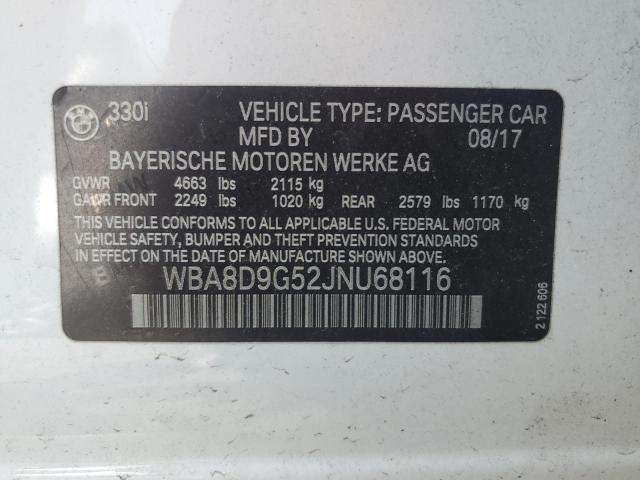 BMW 330i VEHICLE TYPE: PASSENGER CAR
MFD BY 08/17
BAYERISCHE MOTOREN WERKE AG
GVWR 4663 lbs 2115 kg
GAWR FRONT 2249 lbs 1020 kg REAR 2579 lbs 1170 kg
THIS VEHICLE CONFORMS TO ALL APPLICABLE U.S. FEDERAL MOTOR
VEHICLE SAFETY, BUMPER AND THEFT PREVENTION STANDARDS IN
EFFECT ON THE DATE OF MANUFACTURE SHOWN ABOVE.
WBA8D9G52JNU68116
2 122 606